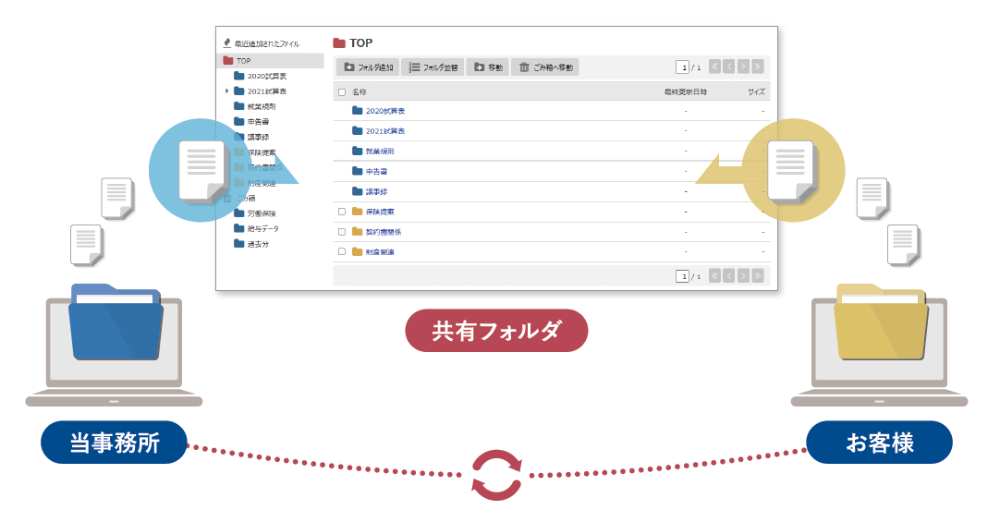 最近追加されたファイル
TOP
2020試算表
2021試算表
就業規則
申告書
議事録
保険提案
契約書関係
財産関連
ごみ箱
労働保険
給与データ
過去分
TOP
フォルダ追加 フォルダ並替 移動 ごみ箱へ移動
1 / 1
名称 最終更新日時 サイズ
2020試算表 - -
2021試算表 - -
就業規則 - -
申告書 - -
議事録 - -
保険提案 - -
契約書関係 - -
財産関連 - -
1 / 1
共有フォルダ
当事務所
お客様